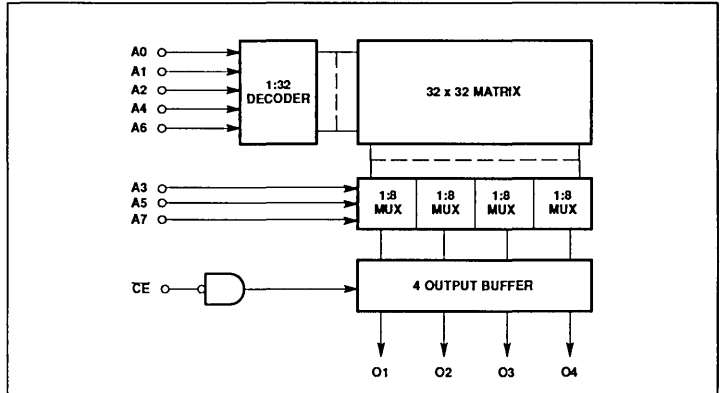 A0
A1
A2
A4
A6
1:32
DECODER
32 x 32 MATRIX
A3
A5
A7
1:8
MUX
1:8
MUX
1:8
MUX
1:8
MUX
CE
4 OUTPUT BUFFER
O1
O2
O3
O4